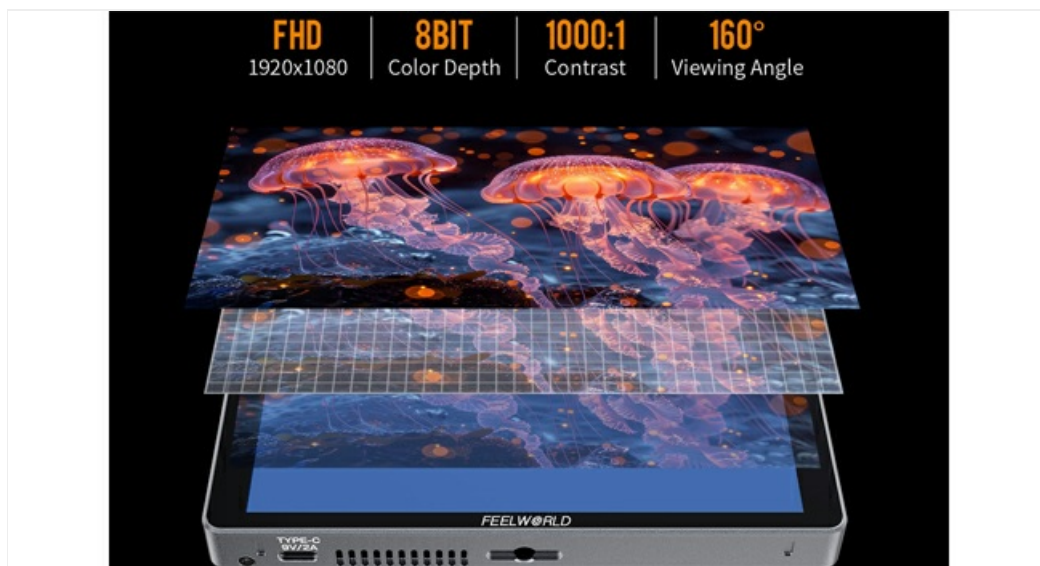 FHD
1920x1080
8BIT
Color Depth
1000:1
Contrast
160°
Viewing Angle
FEELWORLD
TYPE-C
9V/2A